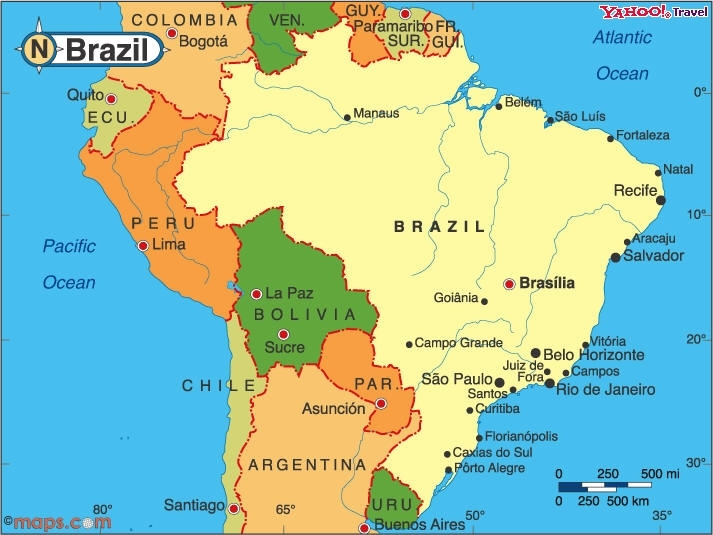 COLOMBIA
VEN.
GUY.
YAHOO! Travel
Bogotá
Paramaribo
SUR.
FR.
GUI.
N Brazil
Atlantic
Ocean
Quito
ECU.
0°
Manaus
Belém
São Luís
Fortaleza
Natal
Recife
PERU
BRAZIL
10°
Lima
Pacific
Ocean
Aracaju
Salvador
La Paz
BOLIVIA
Sucre
Brasília
Goiânia
20°
Campo Grande
Vitória
Belo Horizonte
Juiz de
Fora
Campos
São Paulo
Rio de Janeiro
Santos
CHILE
PAR.
Asunción
Curitiba
Florianópolis
ARGENTINA
Caxias do Sul
Pôrto Alegre
30°
0 250 500 mi
0 250 500 km
Santiago
URU.
Buenos Aires
©maps.com
80°
65°
50°
35°